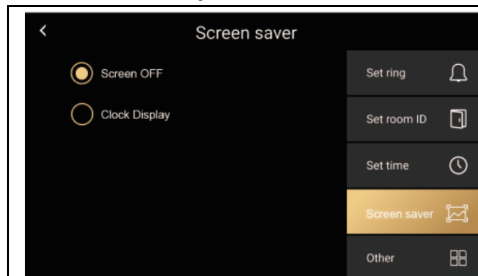 Screen saver
Screen OFF
Clock Display
Set ring
Set room ID
Set time
Screen saver
Other